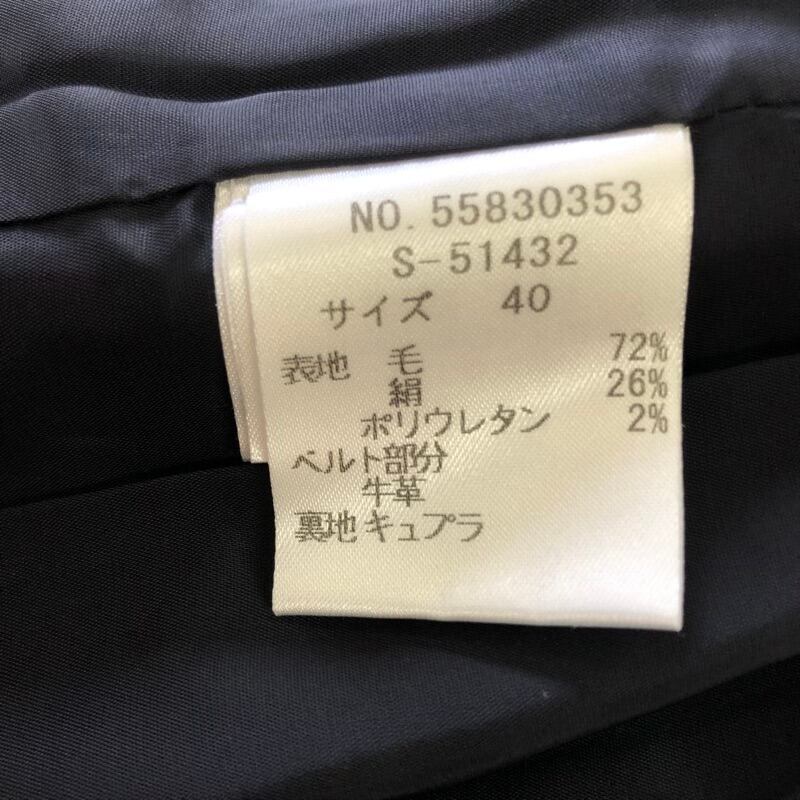 NO. 55830353
S-51432
サイズ 40
表地 毛 72%
絹 26%
ポリウレタン 2%
ベルト部分
牛革
裏地キュプラ